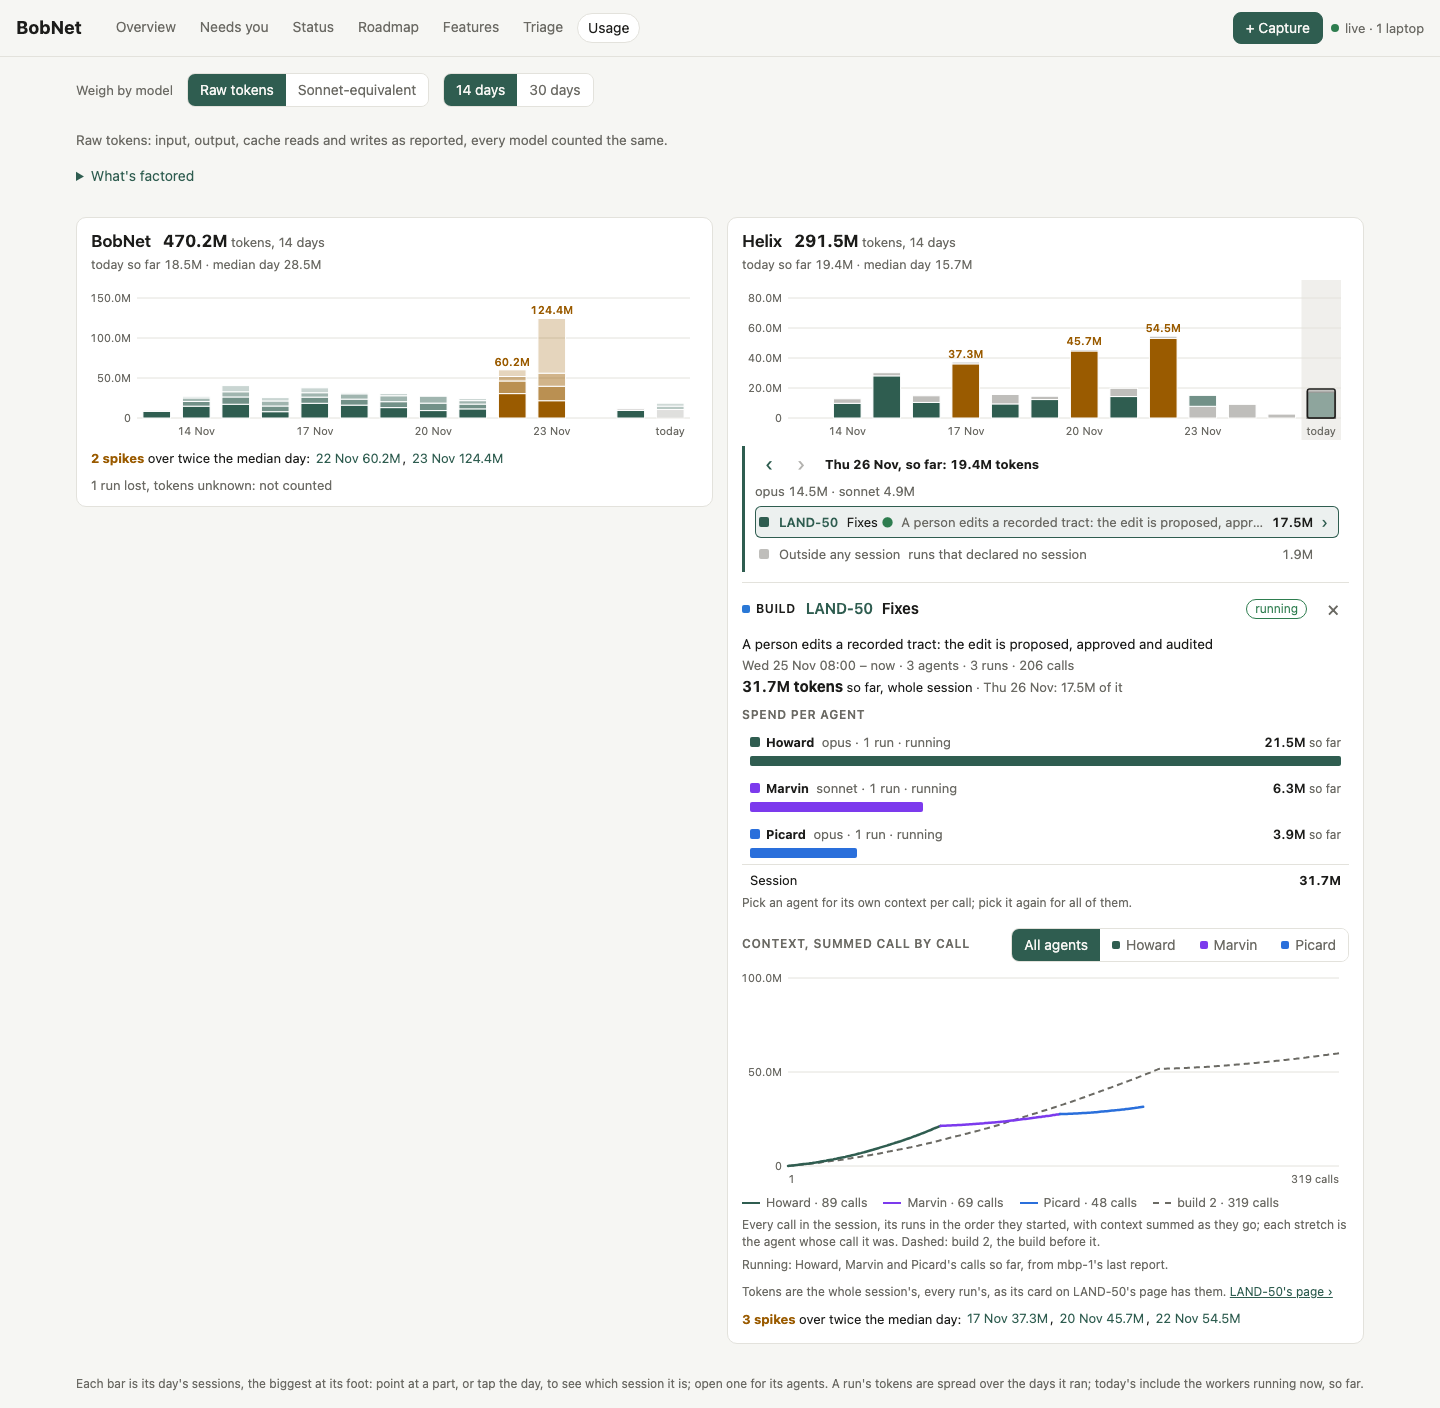 BobNet Overview Needs you Status Roadmap Features Triage Usage + Capture live · 1 laptop
Weigh by model Raw tokens Sonnet-equivalent 14 days 30 days
Raw tokens: input, output, cache reads and writes as reported, every model counted the same.
What's factored
BobNet 470.2M tokens, 14 days
today so far 18.5M · median day 28.5M
150.0M
100.0M
50.0M
0
124.4M
60.2M
14 Nov 17 Nov 20 Nov 23 Nov today
2 spikes over twice the median day: 22 Nov 60.2M, 23 Nov 124.4M
1 run lost, tokens unknown: not counted
Helix 291.5M tokens, 14 days
today so far 19.4M · median day 15.7M
80.0M
60.0M
40.0M
20.0M
0
37.3M
45.7M
54.5M
14 Nov 17 Nov 20 Nov 23 Nov today
‹ › Thu 26 Nov, so far: 19.4M tokens
opus 14.5M · sonnet 4.9M
LAND-50 Fixes A person edits a recorded tract: the edit is proposed, appr… 17.5M ›
Outside any session runs that declared no session 1.9M
BUILD LAND-50 Fixes running ×
A person edits a recorded tract: the edit is proposed, approved and audited
Wed 25 Nov 08:00 – now · 3 agents · 3 runs · 206 calls
31.7M tokens so far, whole session · Thu 26 Nov: 17.5M of it
SPEND PER AGENT
Howard opus · 1 run · running 21.5M so far
Marvin sonnet · 1 run · running 6.3M so far
Picard opus · 1 run · running 3.9M so far
Session 31.7M
Pick an agent for its own context per call; pick it again for all of them.
CONTEXT, SUMMED CALL BY CALL All agents Howard Marvin Picard
100.0M
50.0M
0
1 319 calls
Howard · 89 calls Marvin · 69 calls Picard · 48 calls build 2 · 319 calls
Every call in the session, its runs in the order they started, with context summed as they go; each stretch is
the agent whose call it was. Dashed: build 2, the build before it.
Running: Howard, Marvin and Picard's calls so far, from mbp-1's last report.
Tokens are the whole session's, every run's, as its card on LAND-50's page has them. LAND-50's page ›
3 spikes over twice the median day: 17 Nov 37.3M, 20 Nov 45.7M, 22 Nov 54.5M
Each bar is its day's sessions, the biggest at its foot: point at a part, or tap the day, to see which session it is; open one for its agents. A run's tokens are spread over the days it ran; today's include the workers running now, so far.